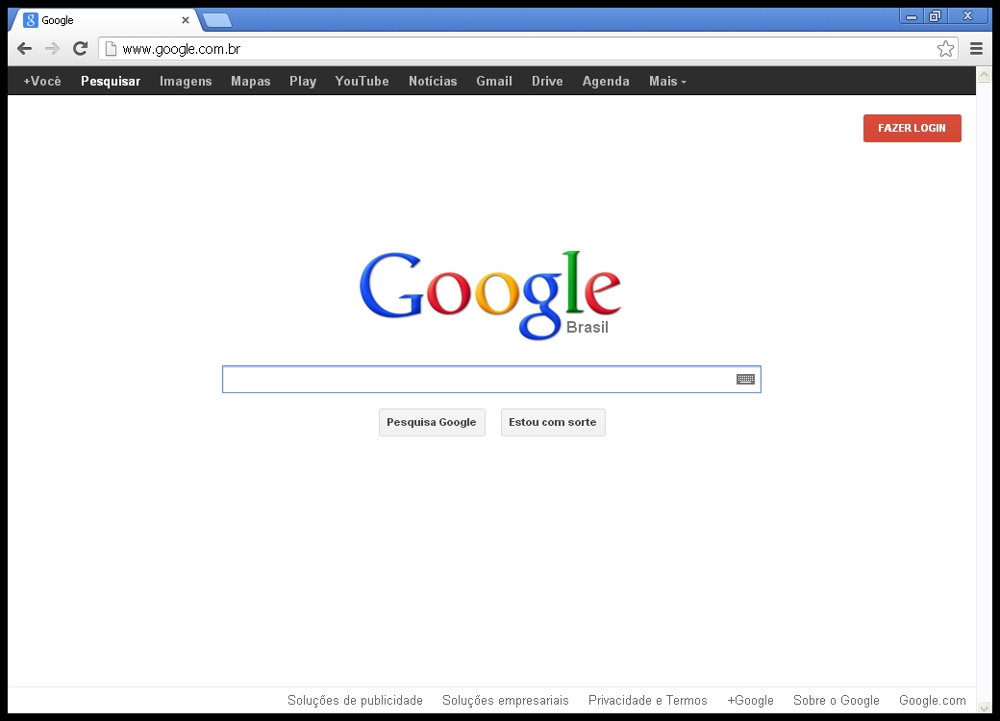 Google
www.google.com.br
+Você Pesquisar Imagens Mapas Play YouTube Notícias Gmail Drive Agenda Mais
FAZER LOGIN
Google
Brasil
Pesquisa Google Estou com sorte
Soluções de publicidade Soluções empresariais Privacidade e Termos +Google Sobre o Google Google.com